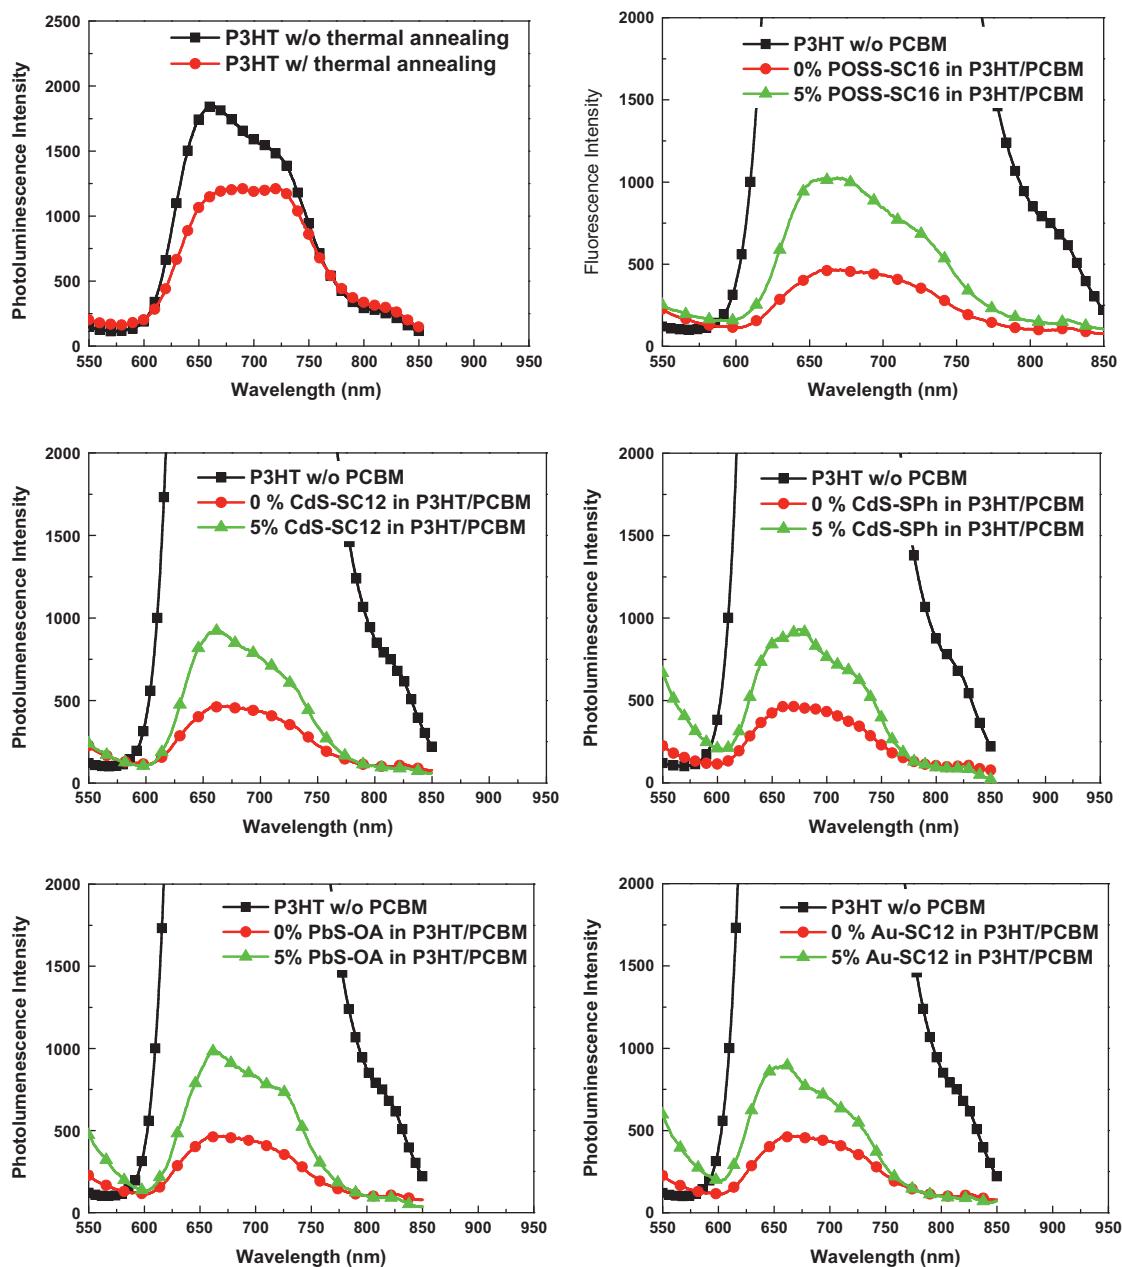 Photoluminescence Intensity
2500
2000
1500
1000
500
0
P3HT w/o thermal annealing
P3HT w/ thermal annealing
550 600 650 700 750 800 850 900 950
Wavelength (nm)
Fluorescence Intensity
2000
1500
1000
500
0
P3HT w/o PCBM
0% POSS-SC16 in P3HT/PCBM
5% POSS-SC16 in P3HT/PCBM
550 600 650 700 750 800 850
Wavelength (nm)
Photolumenescence Intensity
2000
1500
1000
500
0
P3HT w/o PCBM
0 % CdS-SC12 in P3HT/PCBM
5% CdS-SC12 in P3HT/PCBM
550 600 650 700 750 800 850 900 950
Wavelength (nm)
Photoluminescence Intensity
2000
1500
1000
500
0
P3HT w/o PCBM
0 % CdS-SPh in P3HT/PCBM
5 % CdS-SPh in P3HT/PCBM
550 600 650 700 750 800 850 900 950
Wavelength (nm)
Photolumenescence Intensity
2000
1500
1000
500
0
P3HT w/o PCBM
0% PbS-OA in P3HT/PCBM
5% PbS-OA in P3HT/PCBM
550 600 650 700 750 800 850 900 950
Wavelength (nm)
Photoluminescence Intensity
2000
1500
1000
500
0
P3HT w/o PCBM
0 % Au-SC12 in P3HT/PCBM
5% Au-SC12 in P3HT/PCBM
550 600 650 700 750 800 850 900 950
Wavelength (nm)